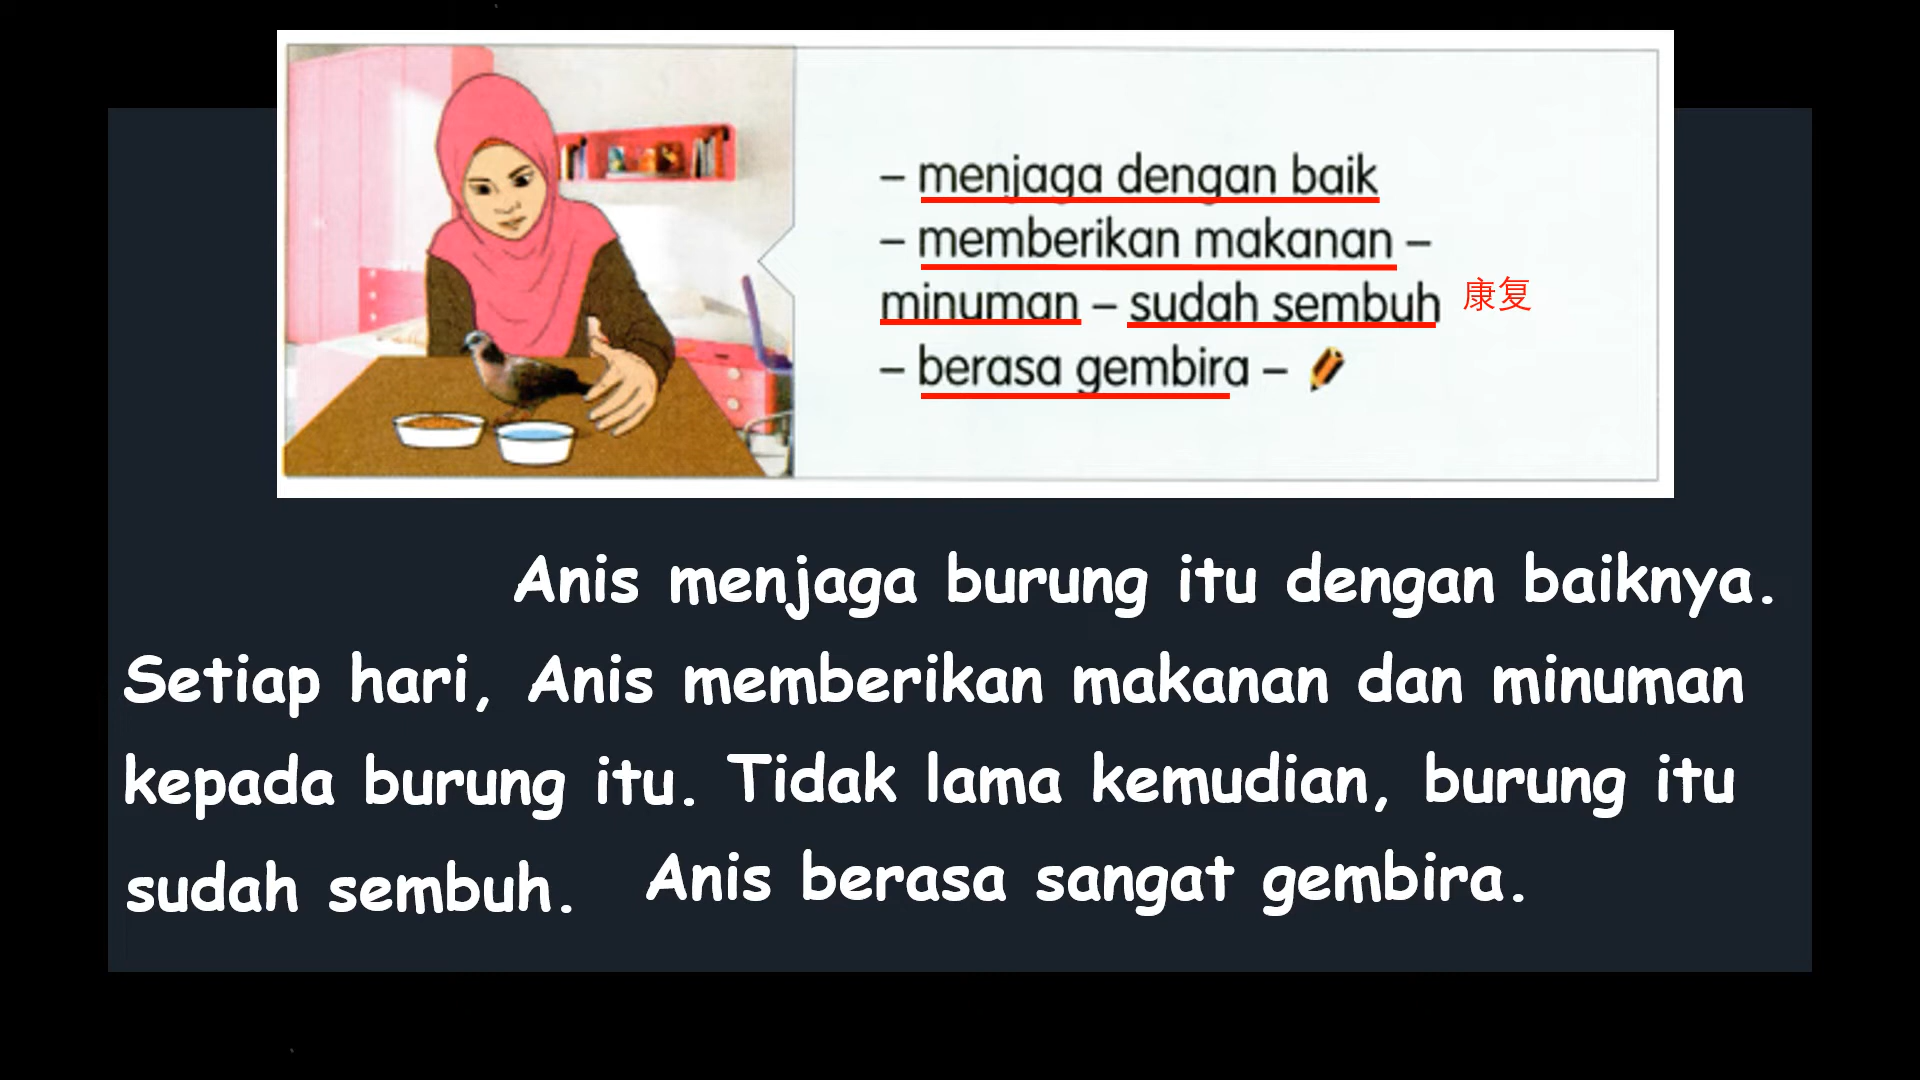 – menjaga dengan baik
– memberikan makanan –
minuman – sudah sembuh 康复
– berasa gembira –
Anis menjaga burung itu dengan baiknya.
Setiap hari, Anis memberikan makanan dan minuman
kepada burung itu. Tidak lama kemudian, burung itu
sudah sembuh. Anis berasa sangat gembira.